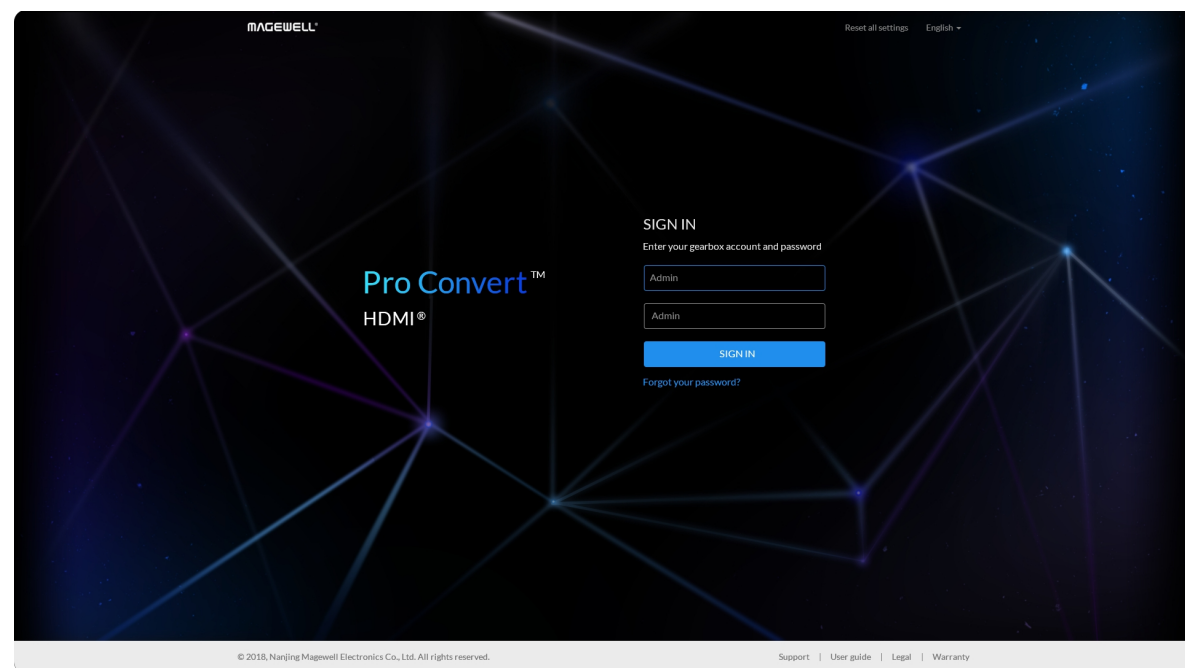 MAGEWELL®
Reset all settings English
SIGN IN
Enter your gearbox account and password
Admin
Admin
SIGN IN
Forgot your password?
Pro Convert™
HDMI®
© 2018, Nanjing Magewell Electronics Co., Ltd. All rights reserved.
Support | User guide | Legal | Warranty